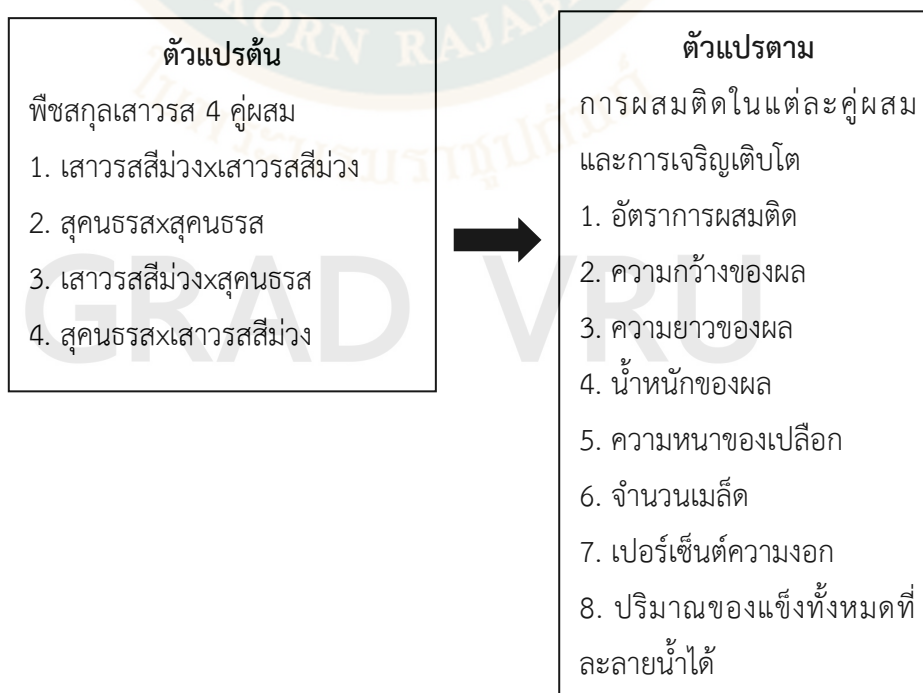 ตัวแปรต้น
พืชสกุลเสาวรส 4 คู่ผสม
1. เสาวรสสีม่วงxเสาวรสสีม่วง
2. สุคนธรสxสุคนธรส
3. เสาวรสสีม่วงxสุคนธรส
4. สุคนธรสxเสาวรสสีม่วง
ตัวแปรตาม
การผสมติดในแต่ละคู่ผสม
และการเจริญเติบโต
1. อัตราการผสมติด
2. ความกว้างของผล
3. ความยาวของผล
4. น้ำหนักของผล
5. ความหนาของเปลือก
6. จำนวนเมล็ด
7. เปอร์เซ็นต์ความงอก
8. ปริมาณของแข็งทั้งหมดที่
ละลายน้ำได้
GRAD VRU